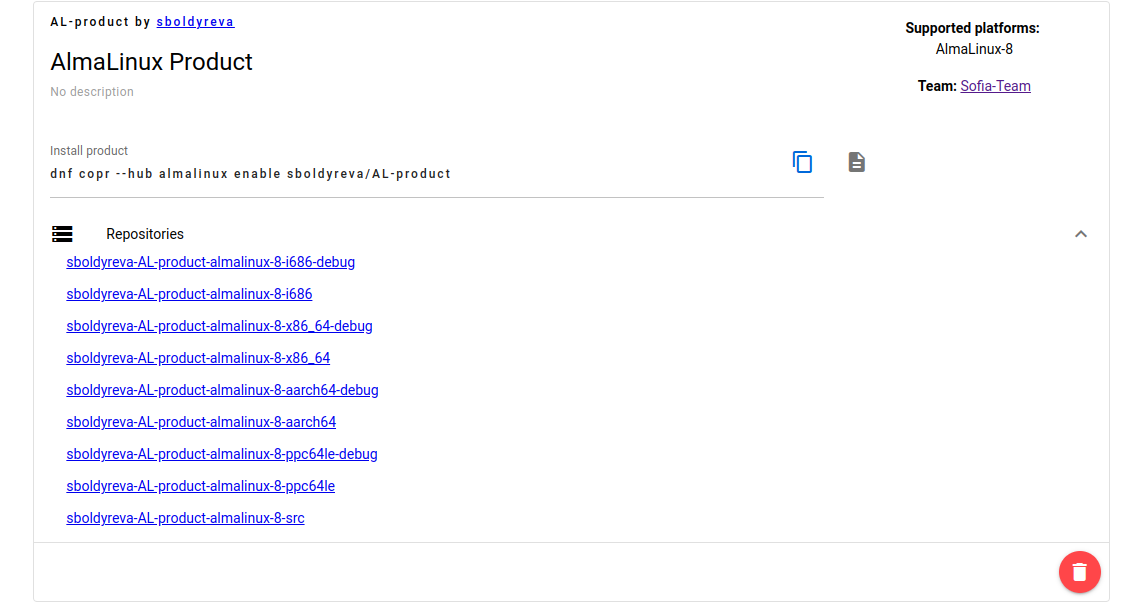 AL-product by sboldyreva
Supported platforms:
AlmaLinux-8
AlmaLinux Product
No description
Team: Sofia-Team
Install product
dnf copr --hub almalinux enable sboldyreva/AL-product
Repositories
sboldyreva-AL-product-almalinux-8-i686-debug
sboldyreva-AL-product-almalinux-8-i686
sboldyreva-AL-product-almalinux-8-x86_64-debug
sboldyreva-AL-product-almalinux-8-x86_64
sboldyreva-AL-product-almalinux-8-aarch64-debug
sboldyreva-AL-product-almalinux-8-aarch64
sboldyreva-AL-product-almalinux-8-ppc64le-debug
sboldyreva-AL-product-almalinux-8-ppc64le
sboldyreva-AL-product-almalinux-8-src